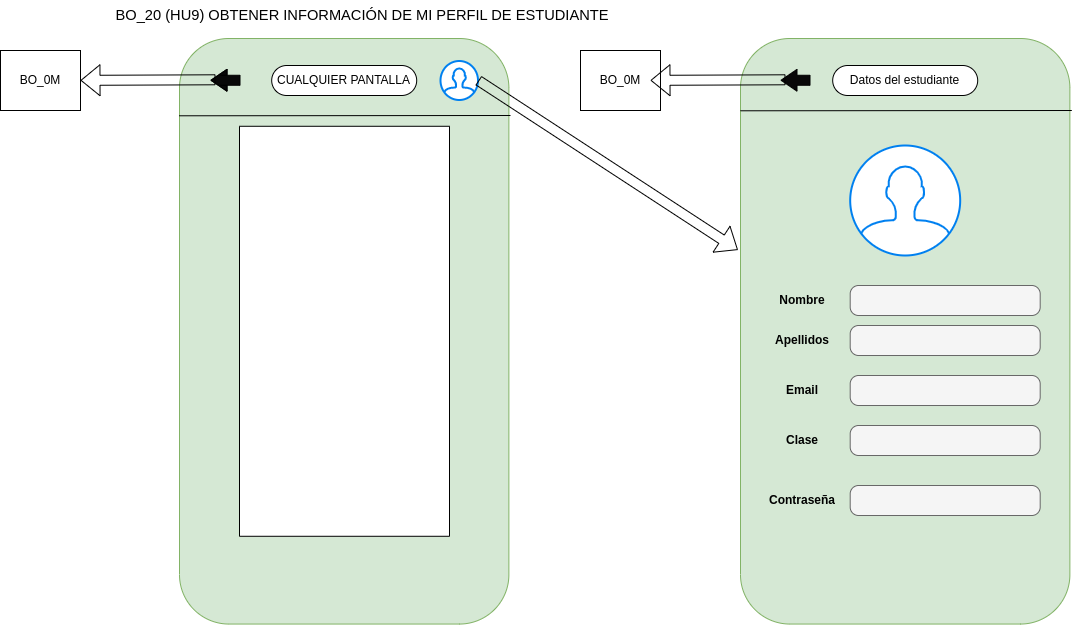 BO_20 (HU9) OBTENER INFORMACIÓN DE MI PERFIL DE ESTUDIANTE
BO_0M
CUALQUIER PANTALLA
BO_0M
Datos del estudiante
Nombre
Apellidos
Email
Clase
Contraseña